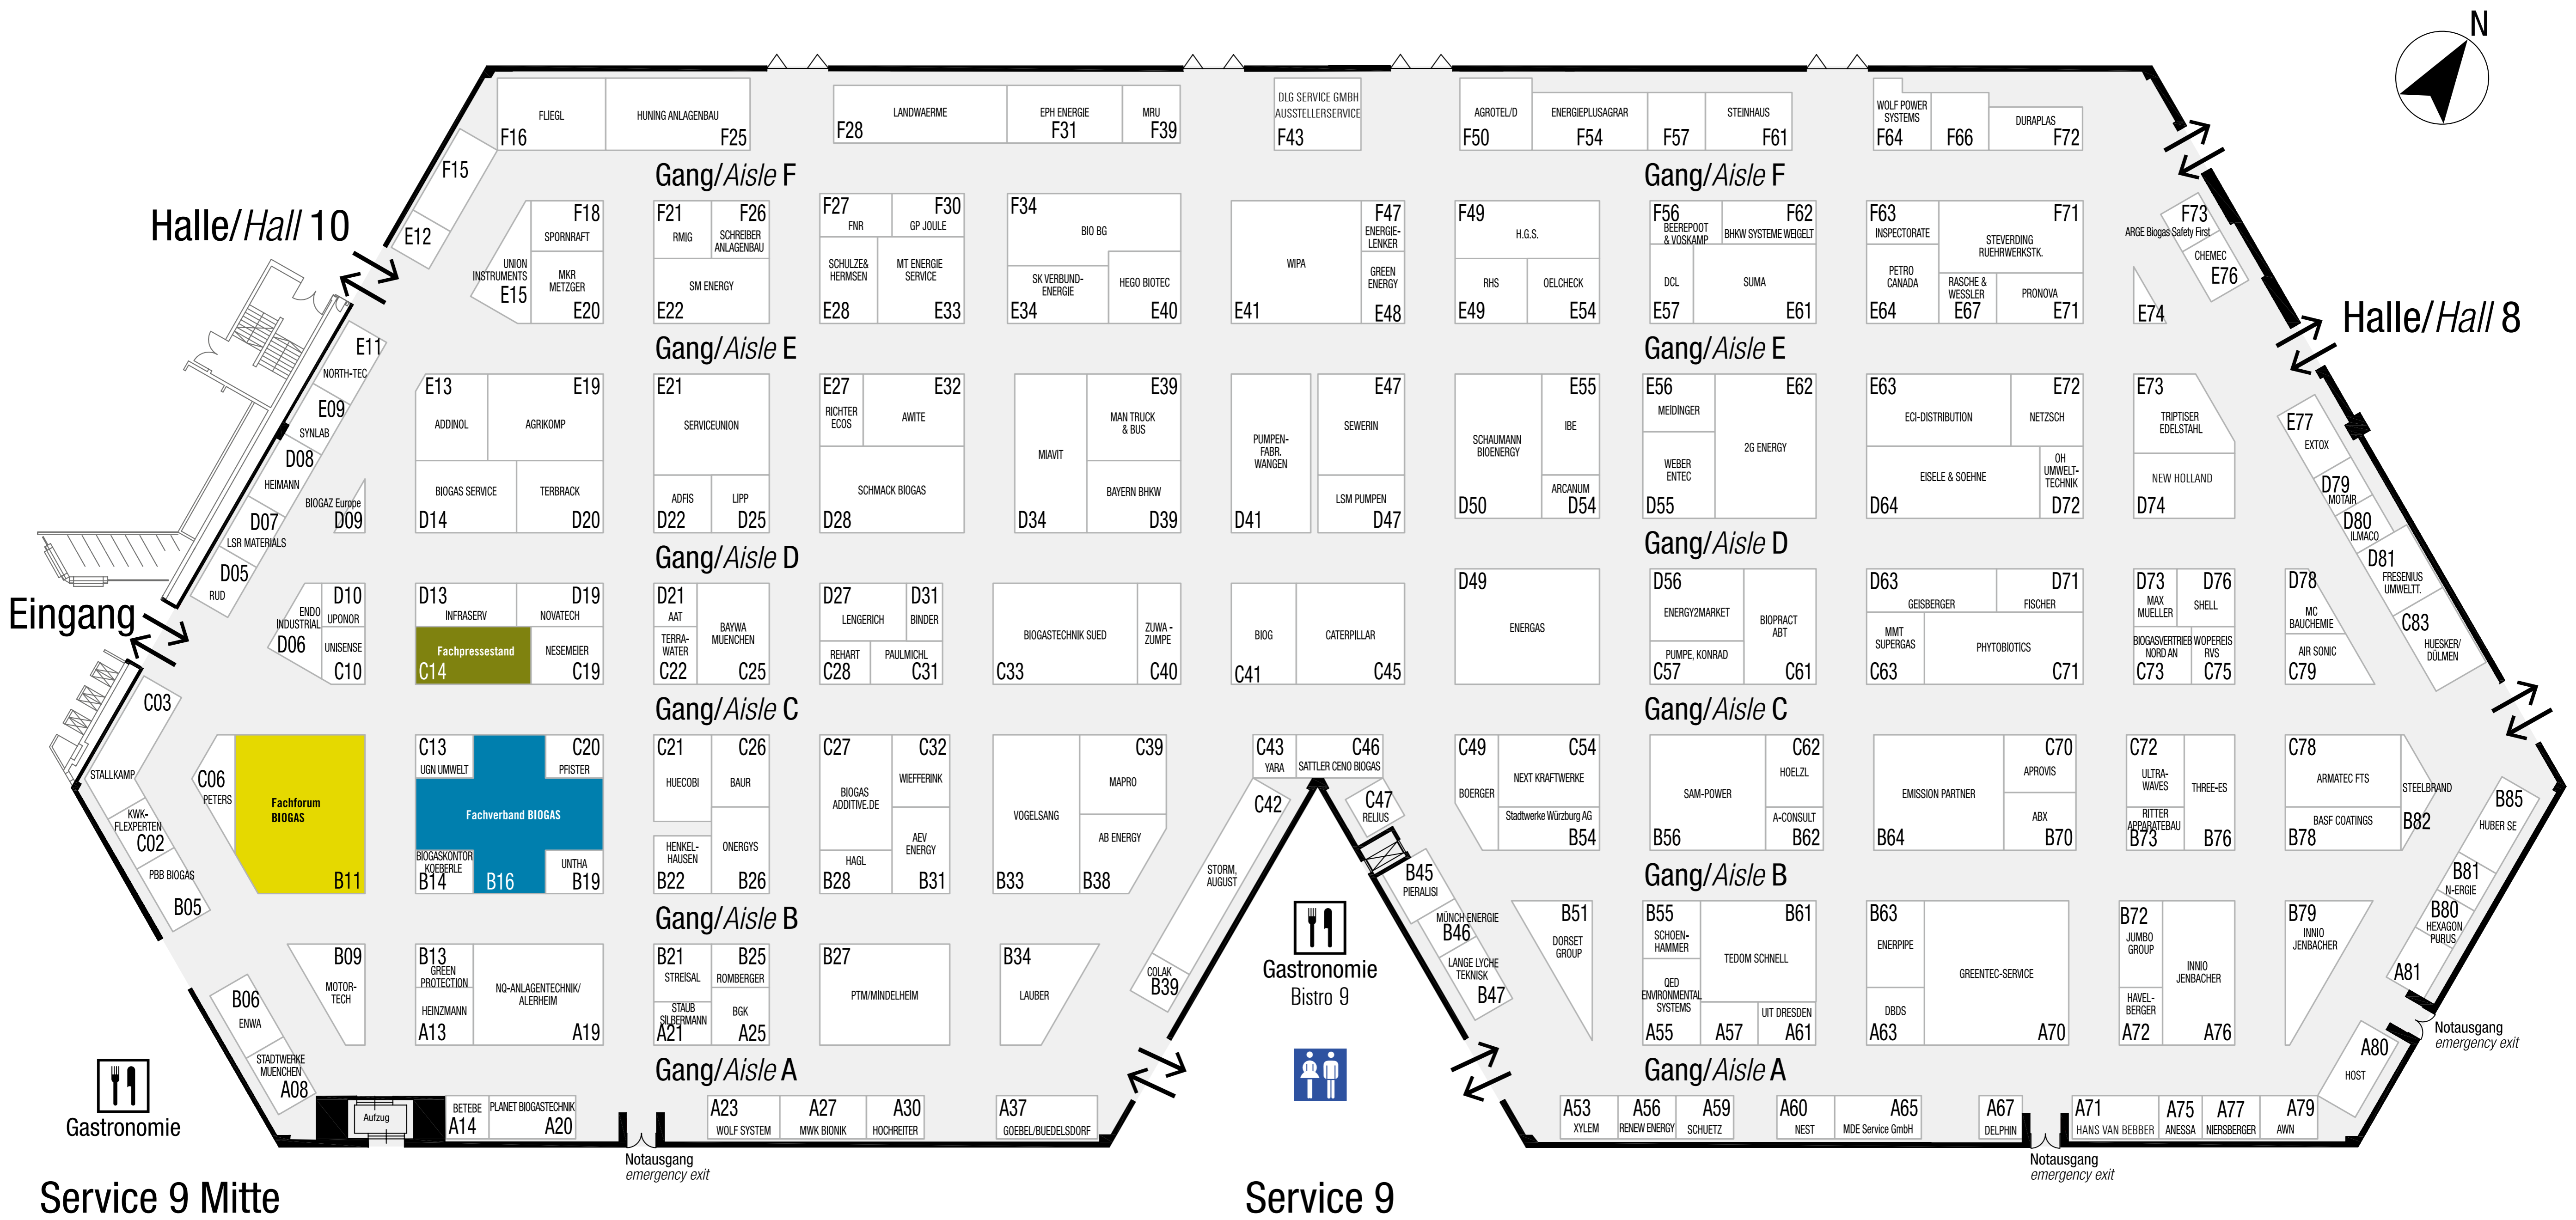 N
FLIEGL
F16
HUNING ANLAGENBAU
F25
LANDWAERME
F28
EPH ENERGIE
F31
MRU
F39
DLG SERVICE GMBH
AUSSTELLERSERVICE
F43
AGROTEL/D
F50
ENERGIEPLUSAGRAR
F54
F57
STEINHAUS
F61
WOLF POWER
SYSTEMS
F64
F66
DURAPLAS
F72
F15
E12
Halle/Hall 10
Gang/Aisle F
Gang/Aisle F
F18
SPORNRAFT
UNION
INSTRUMENTS
E15
MKR
METZGER
E20
F21
RMIG
F26
SCHREIBER
ANLAGENBAU
SM ENERGY
E22
F27
FNR
F30
GP JOULE
SCHULZE&
HERMSEN
E28
MT ENERGIE
SERVICE
E33
F34
BIO BG
SK VERBUND-
ENERGIE
E34
HEGO BIOTEC
E40
WIPA
E41
F47
ENERGIE-
LENKER
GREEN
ENERGY
E48
F49
H.G.S.
RHS
E49
OELCHECK
E54
F56
BEEREPOOT
& VOSKAMP
F62
BHKW SYSTEME WEIGELT
DCL
E57
SUMA
E61
F63
INSPECTORATE
F71
STEVERDING
RUEHRWERKSTK.
PETRO
CANADA
E64
RASCHE &
WESSLER
E67
PRONOVA
E71
E74
F73
ARGE Biogas Safety First
CHEMEC
E76
Halle/Hall 8
Gang/Aisle E
Gang/Aisle E
E11
NORTH-TEC
E09
SYNLAB
D08
HEIMANN
D07
LSR MATERIALS
D05
RUD
BIOGAZ Europe
D09
E13
ADDINOL
E19
AGRIKOMP
BIOGAS SERVICE
D14
TERBRACK
D20
E21
SERVICEUNION
ADFIS
D22
LIPP
D25
E27
RICHTER
ECOS
E32
AWITE
SCHMACK BIOGAS
D28
MIAVIT
D34
E39
MAN TRUCK
& BUS
BAYERN BHKW
D39
PUMPEN-
FABR.
WANGEN
D41
E47
SEWERIN
LSM PUMPEN
D47
SCHAUMANN
BIOENERGY
D50
E55
IBE
ARCANUM
D54
E56
MEIDINGER
WEBER
ENTEC
D55
E62
2G ENERGY
E63
ECI-DISTRIBUTION
E72
NETZSCH
EISELE & SOEHNE
D64
OH
UMWELT-
TECHNIK
D72
E73
TRIPTISER
EDELSTAHL
NEW HOLLAND
D74
E77
EXTOX
D79
MOTAIR
D80
ILMACO
D81
FRESENIUS
UMWELTT.
C83
HUESKER/
DÜLMEN
Gang/Aisle D
Gang/Aisle D
Eingang
ENDO
INDUSTRIAL
D06
D10
UPONOR
UNISENSE
C10
D13
INFRASERV
D19
NOVATECH
Fachpressestand
C14
NESEMEIER
C19
D21
AAT
TERRA-
WATER
C22
BAYWA
MUENCHEN
C25
D27
LENGERICH
D31
BINDER
REHART
C28
PAULMICHL
C31
BIOGASTECHNIK SUED
C33
ZUWA -
ZUMPE
C40
BIOG
C41
CATERPILLAR
C45
D49
ENERGAS
D56
ENERGY2MARKET
PUMPE, KONRAD
C57
BIOPRACT
ABT
C61
D63
GEISBERGER
D71
FISCHER
MMT
SUPERGAS
C63
PHYTOBIOTICS
C71
D73
MAX
MUELLER
D76
SHELL
BIOGASVERTRIEB
NORD AN
C73
WOPEREIS
RVS
C75
D78
MC
BAUCHEMIE
AIR SONIC
C79
Gang/Aisle C
Gang/Aisle C
C03
STALLKAMP
KWK-
FLEXPERTEN
C02
PBB BIOGAS
B05
C06
PETERS
Fachforum
BIOGAS
B11
C13
UGN UMWELT
C20
PFISTER
Fachverband BIOGAS
BIOGASKONTOR
KOEBERLE
B14
B16
UNTHA
B19
C21
HUECOBI
C26
BAUR
HENKEL-
HAUSEN
B22
ONERGYS
B26
C27
BIOGAS
ADDITIVE.DE
C32
WIEFFERINK
HAGL
B28
AEV
ENERGY
B31
VOGELSANG
B33
C39
MAPRO
AB ENERGY
B38
C42
STORM,
AUGUST
COLAK
B39
C43
YARA
C46
SATTLER CENO BIOGAS
C47
RELIUS
B45
PIERALISI
MÜNCH ENERGIE
B46
LANGE LYCHE
TEKNISK
B47
C49
BOERGER
C54
NEXT KRAFTWERKE
Stadtwerke Würzburg AG
B54
SAM-POWER
B56
C62
HOELZL
A-CONSULT
B62
EMISSION PARTNER
B64
C70
APROVIS
ABX
B70
C72
ULTRA-
WAVES
RITTER
APPARATEBAU
B73
THREE-ES
B76
C78
ARMATEC FTS
BASF COATINGS
B78
STEELBRAND
B82
B85
HUBER SE
B81
N-ERGIE
B80
HEXAGON
PURUS
A81
Gang/Aisle B
Gang/Aisle B
B06
ENWA
STADTWERKE
MUENCHEN
A08
B09
MOTOR-
TECH
B13
GREEN
PROTECTION
HEINZMANN
A13
NQ-ANLAGENTECHNIK/
ALERHEIM
A19
B21
STREISAL
B25
ROMBERGER
STAUB
SILBERMANN
A21
BGK
A25
B27
PTM/MINDELHEIM
B34
LAUBER
Gastronomie
Bistro 9
B51
DORSET
GROUP
B55
SCHOEN-
HAMMER
B61
TEDOM SCHNELL
QED
ENVIRONMENTAL
SYSTEMS
A55
A57
UIT DRESDEN
A61
B63
ENERPIPE
DBDS
A63
GREENTEC-SERVICE
A70
B72
JUMBO
GROUP
HAVEL-
BERGER
A72
INNIO
JENBACHER
A76
B79
INNIO
JENBACHER
Notausgang
emergency exit
A80
HOST
Gang/Aisle A
Gang/Aisle A
Gastronomie
Aufzug
BETEBE
A14
PLANET BIOGASTECHNIK
A20
A23
WOLF SYSTEM
A27
MWK BIONIK
A30
HOCHREITER
A37
GOEBEL/BUEDELSDORF
A53
XYLEM
A56
RENEW ENERGY
A59
SCHUETZ
A60
NEST
A65
MDE Service GmbH
A67
DELPHIN
A71
HANS VAN BEBBER
A75
ANESSA
A77
NIERSBERGER
A79
AWN
Notausgang
emergency exit
Notausgang
emergency exit
Service 9 Mitte
Service 9